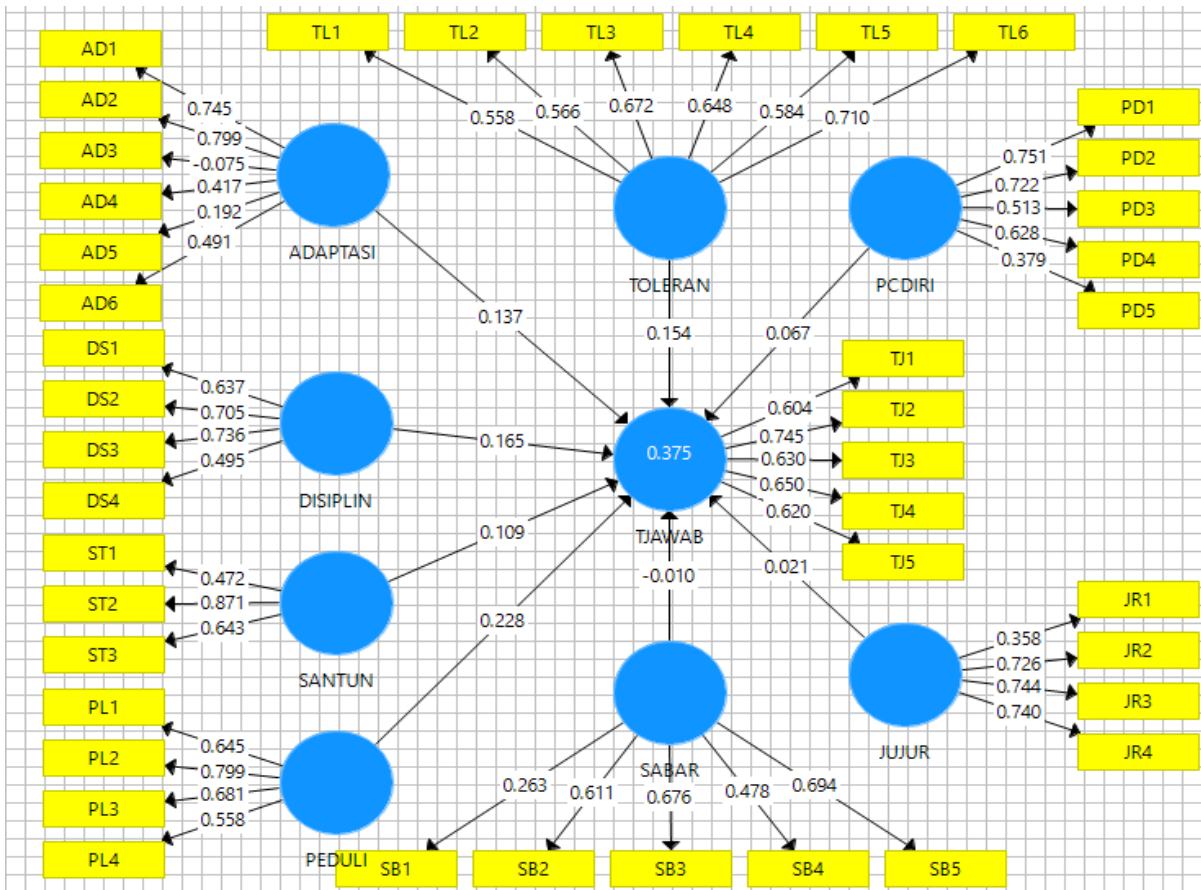 TL1
TL2
TL3
TL4
TL5
TL6
AD1
AD2
AD3
AD4
AD5
AD6
0.745
0.799
-0.075
0.417
0.192
0.491
ADAPTASI
0.558
0.566
0.672
0.648
0.584
0.710
TOLERAN
PD1
PD2
PD3
PD4
PD5
0.751
0.722
0.513
0.628
0.379
PCDIRI
0.137
0.154
0.067
DS1
DS2
DS3
DS4
0.637
0.705
0.736
0.495
DISIPLIN
0.165
0.375
TJAWAB
TJ1
TJ2
TJ3
TJ4
TJ5
0.604
0.745
0.630
0.650
0.620
ST1
ST2
ST3
0.472
0.871
0.643
SANTUN
0.109
0.228
-0.010
0.021
PL1
PL2
PL3
PL4
0.645
0.799
0.681
0.558
PEDULI
SABAR
0.263
0.611
0.676
0.478
0.694
SB1
SB2
SB3
SB4
SB5
JUJUR
0.358
0.726
0.744
0.740
JR1
JR2
JR3
JR4